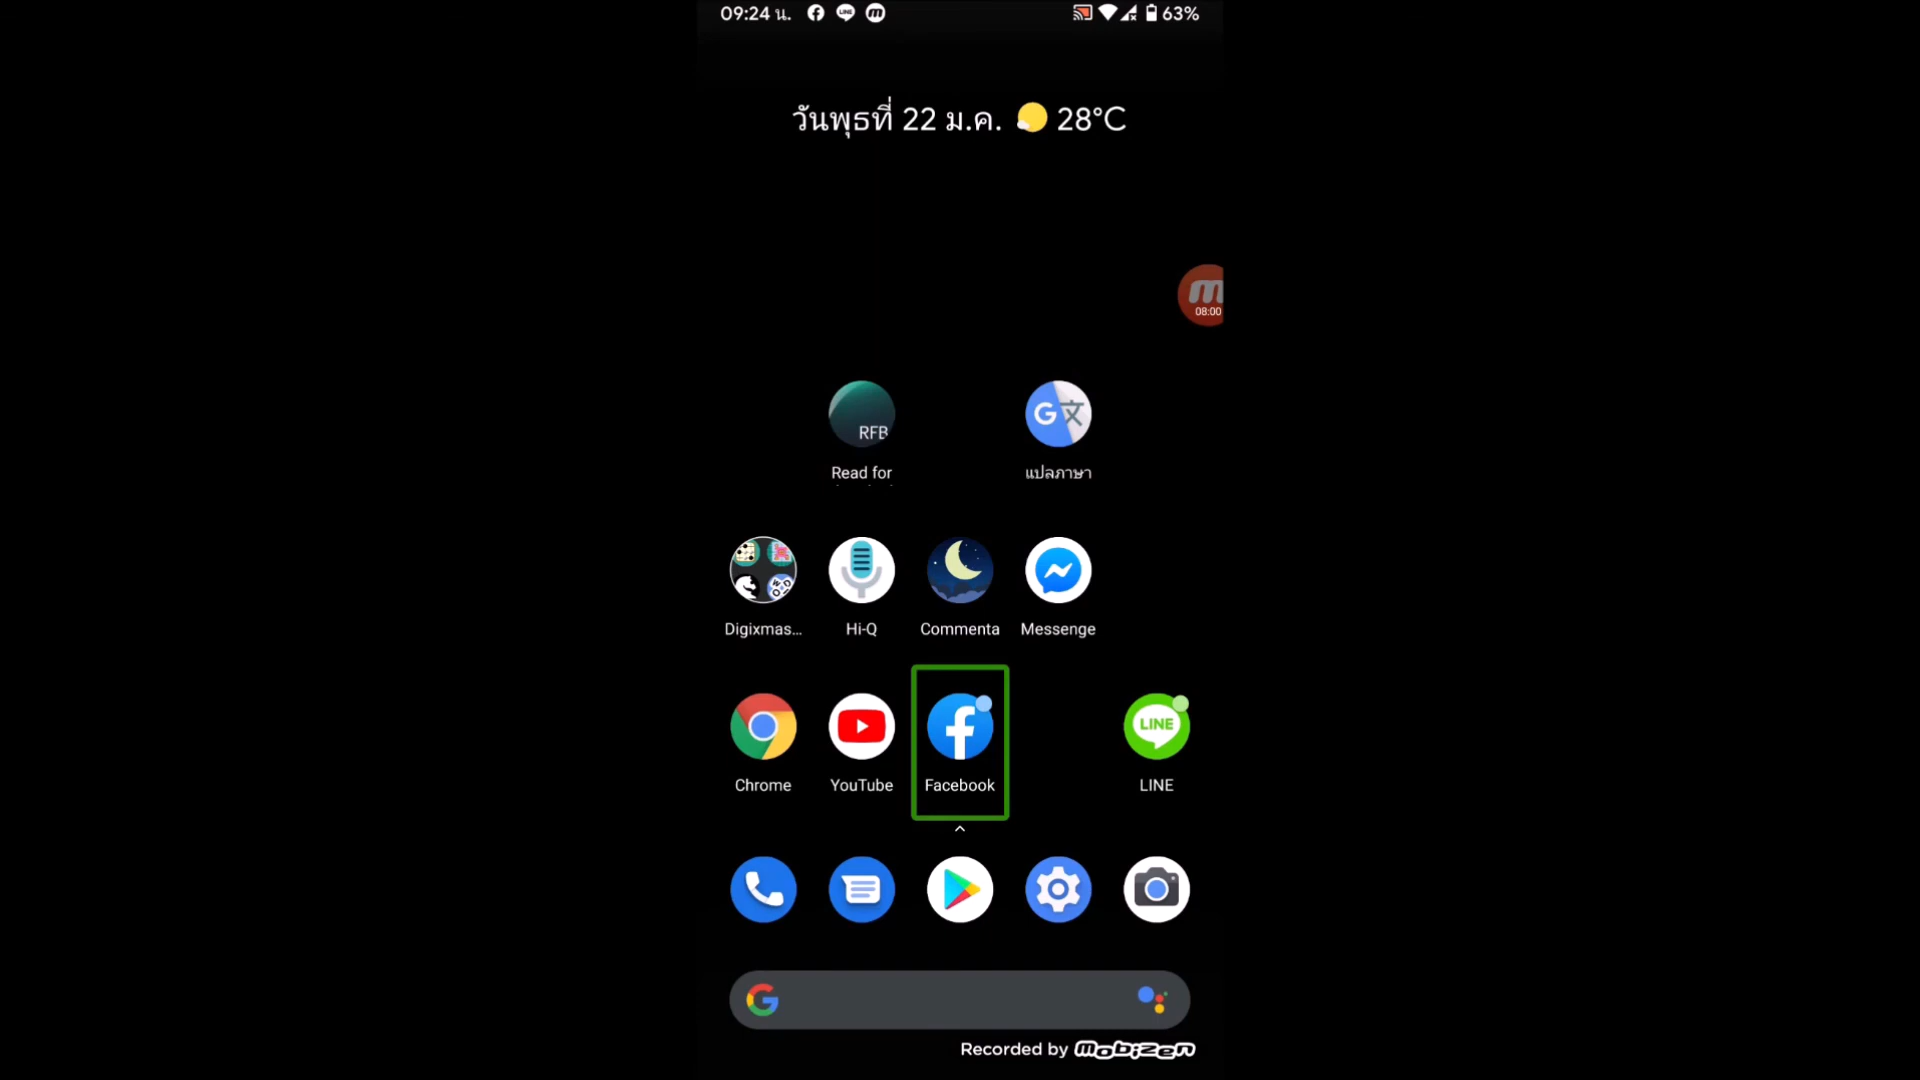 09:24 น. 63%
วันพุธที่ 22 ม.ค. 28°C
08:00
RFB
Read for
แปลภาษา
Digixmas...
Hi-Q
Commenta
Messenge
LINE
Chrome
YouTube
Facebook
LINE
Recorded by mobizen